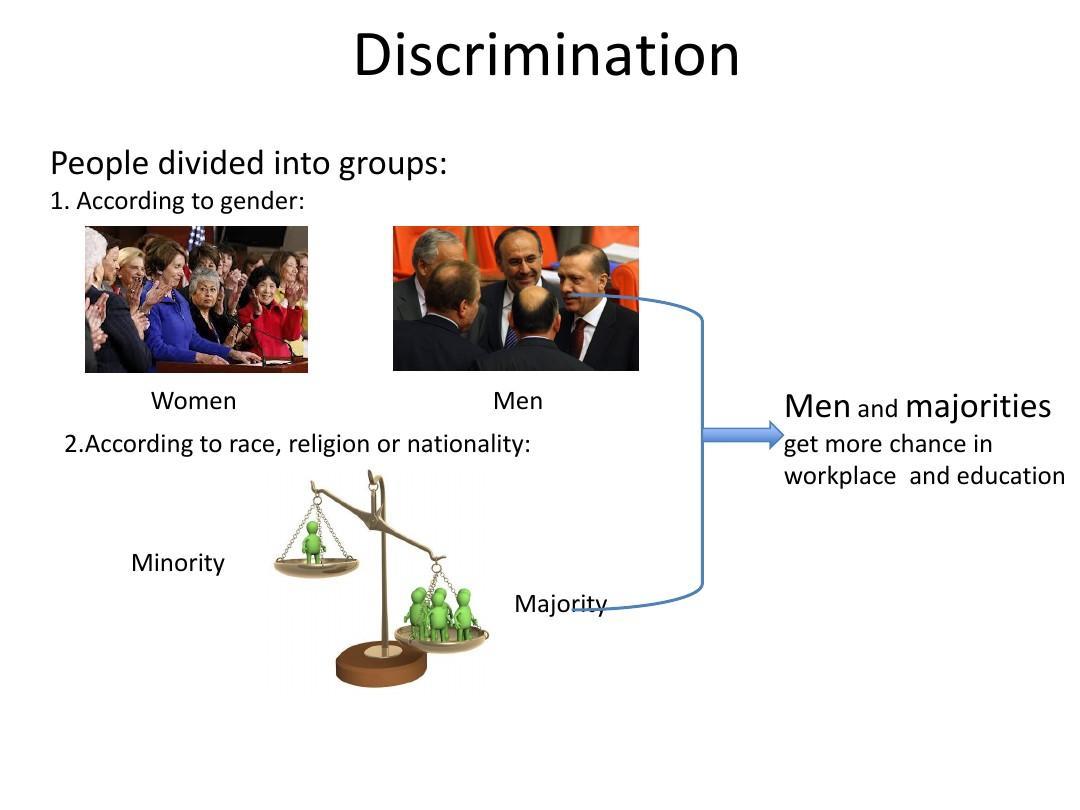 Discrimination
People divided into groups:
1. According to gender:
Women
Men
2.According to race, religion or nationality:
Minority
Majority
Men and majorities
get more chance in
workplace  and education